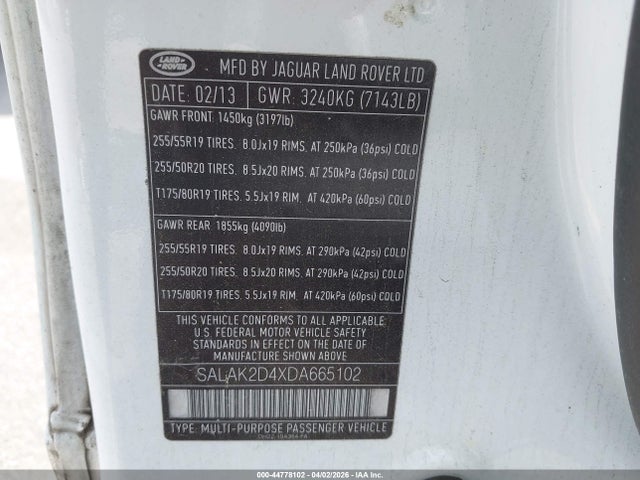 LAND ROVER
MFD BY JAGUAR LAND ROVER LTD
DATE: 02/13 GWR: 3240KG (7143LB)
GAWR FRONT: 1450kg (3197lb)
255/55R19 TIRES. 8.0Jx19 RIMS. AT 250kPa (36psi) COLD
255/50R20 TIRES. 8.5Jx20 RIMS. AT 250kPa (36psi) COLD
T175/80R19 TIRES. 5.5Jx19 RIM. AT 420kPa (60psi) COLD
GAWR REAR: 1855kg (4090lb)
255/55R19 TIRES. 8.0Jx19 RIMS. AT 290kPa (42psi) COLD
255/50R20 TIRES. 8.5Jx20 RIMS. AT 290kPa (42psi) COLD
T175/80R19 TIRES. 5.5Jx19 RIM. AT 420kPa (60psi) COLD
THIS VEHICLE CONFORMS TO ALL APPLICABLE
U.S. FEDERAL MOTOR VEHICLE SAFETY
STANDARDS IN EFFECT ON THE DATE OF
MANUFACTURE SHOWN ABOVE.
SALAK2D4XDA665102
TYPE: MULTI-PURPOSE PASSENGER VEHICLE
000-44778102 04/02/2026 - PM